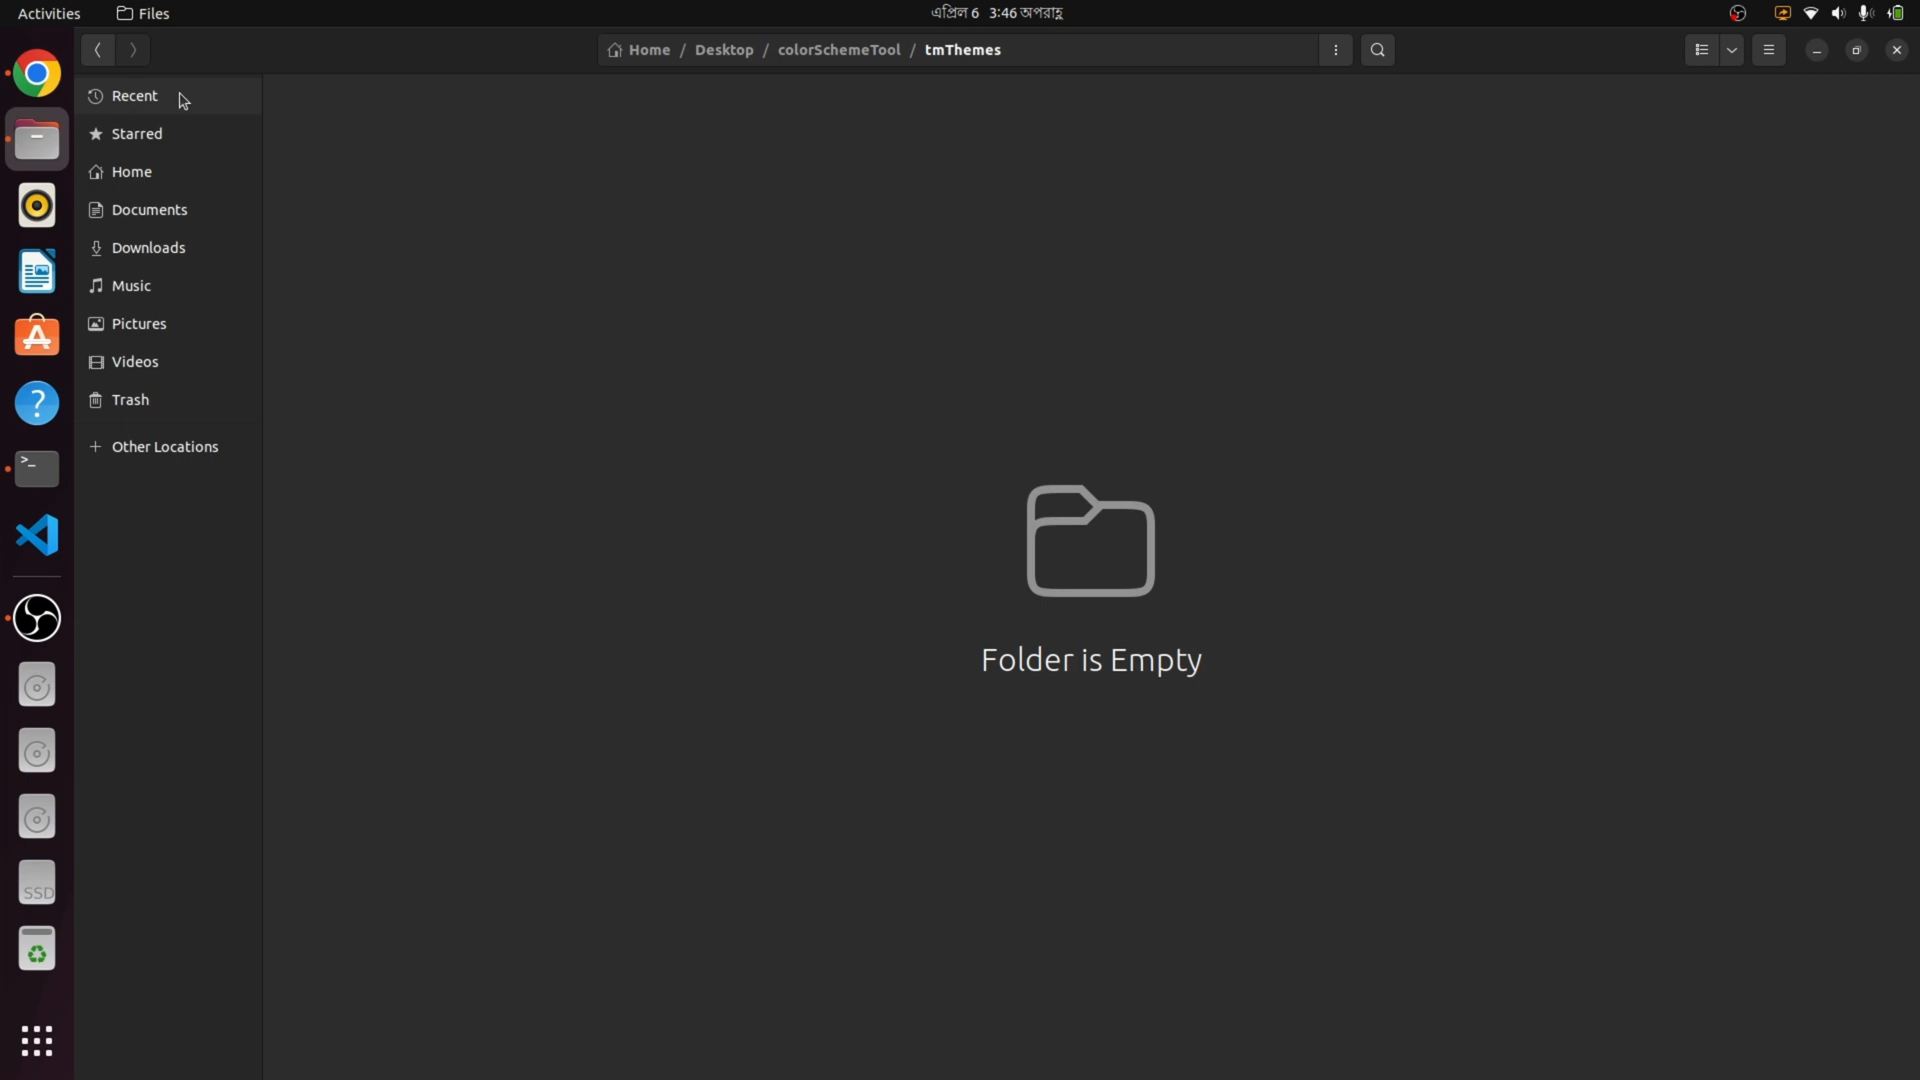 Activities Files এপ্রিল 6 3:46 অপরাহ্ণ
Home / Desktop / colorSchemeTool / tmThemes
Recent
Starred
Home
Documents
Downloads
Music
Pictures
Videos
Trash
Other Locations
Folder is Empty
SSD